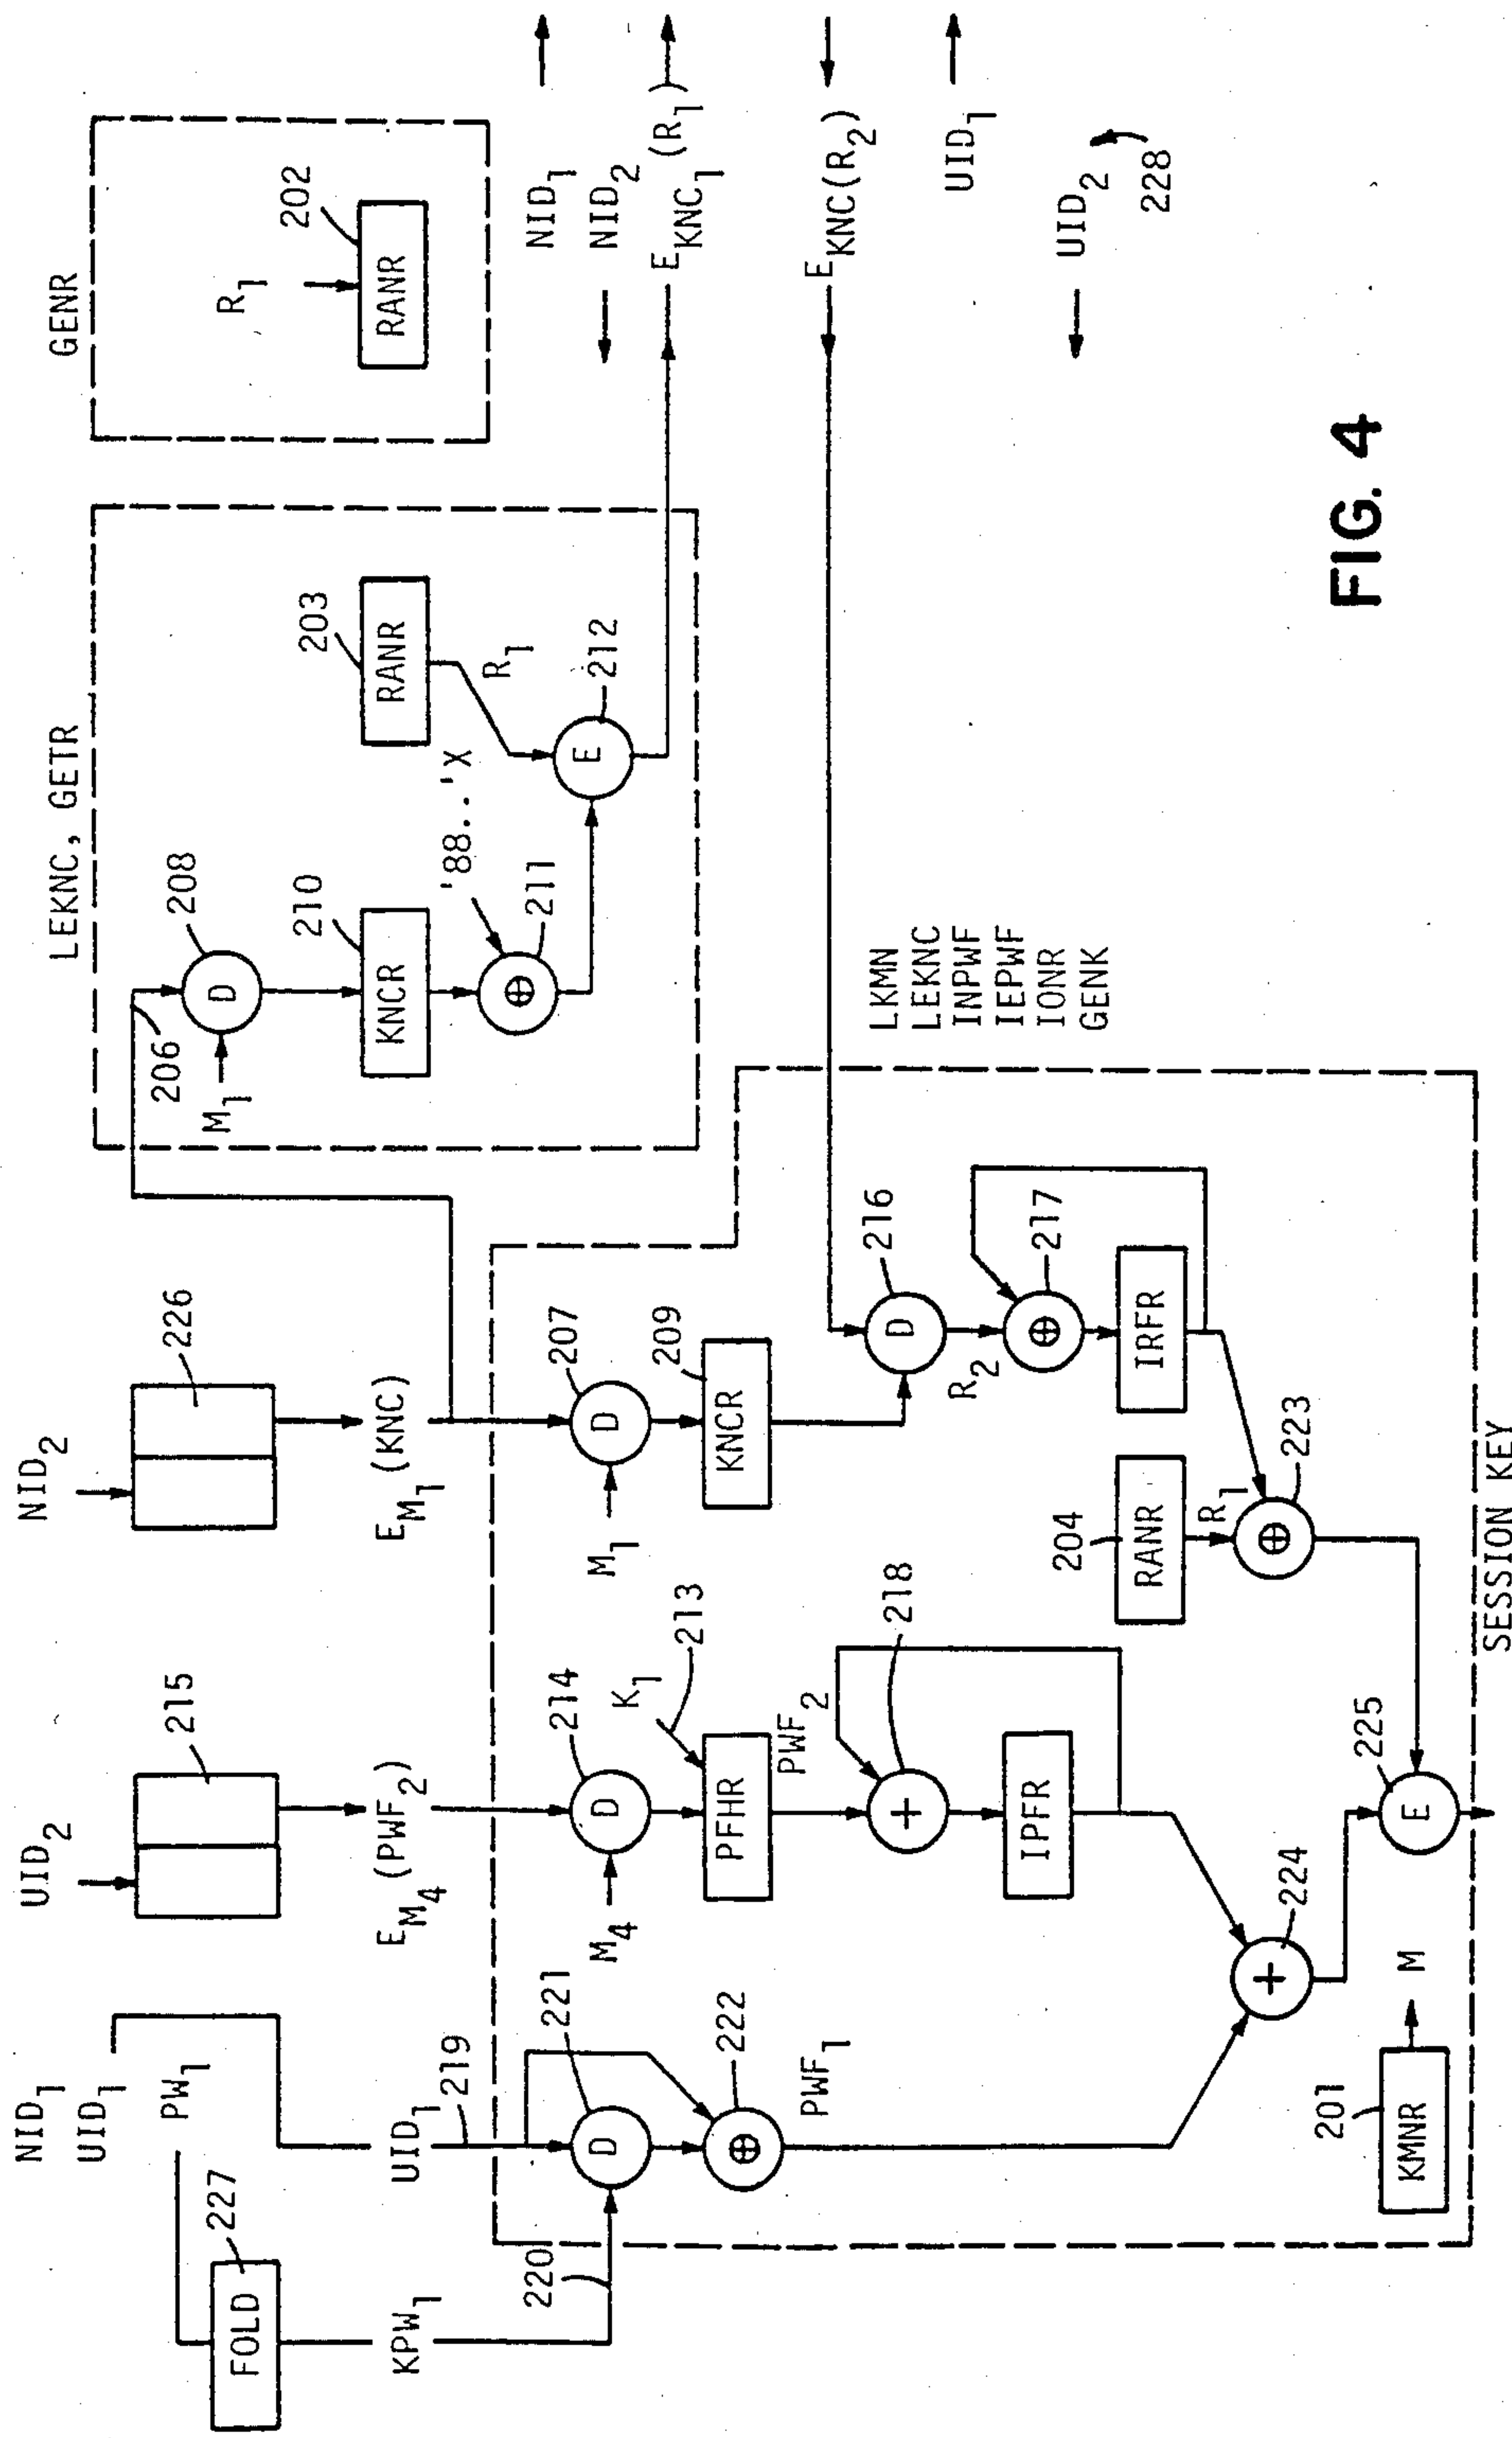 NID1
UID1
PW1
FOLD
227
KPW1
220
UID1
219
D
221
⊕
222
PWF1
UID2
215
EM4 (PWF2)
M4
D
214
K1
213
PFHR
PWF2
+
218
IPFR
+
224
KMNR
201
M
E
225
SESSION KEY
NID2
226
EM1 (KNC)
M1
D
207
KNCR
209
D
216
R2
⊕
217
IRFR
RANR
204
R1
⊕
223
LKMN
LEKNC
INPWF
IEPWF
IONR
GENK
LEKNC, GETR
206
M1
D
208
KNCR
210
'88..'X
⊕
211
RANR
203
R1
E
212
GENR
R1
RANR
202
NID1
NID2
EKNC1 (R1)
EKNC(R2)
UID1
UID2
228
FIG. 4